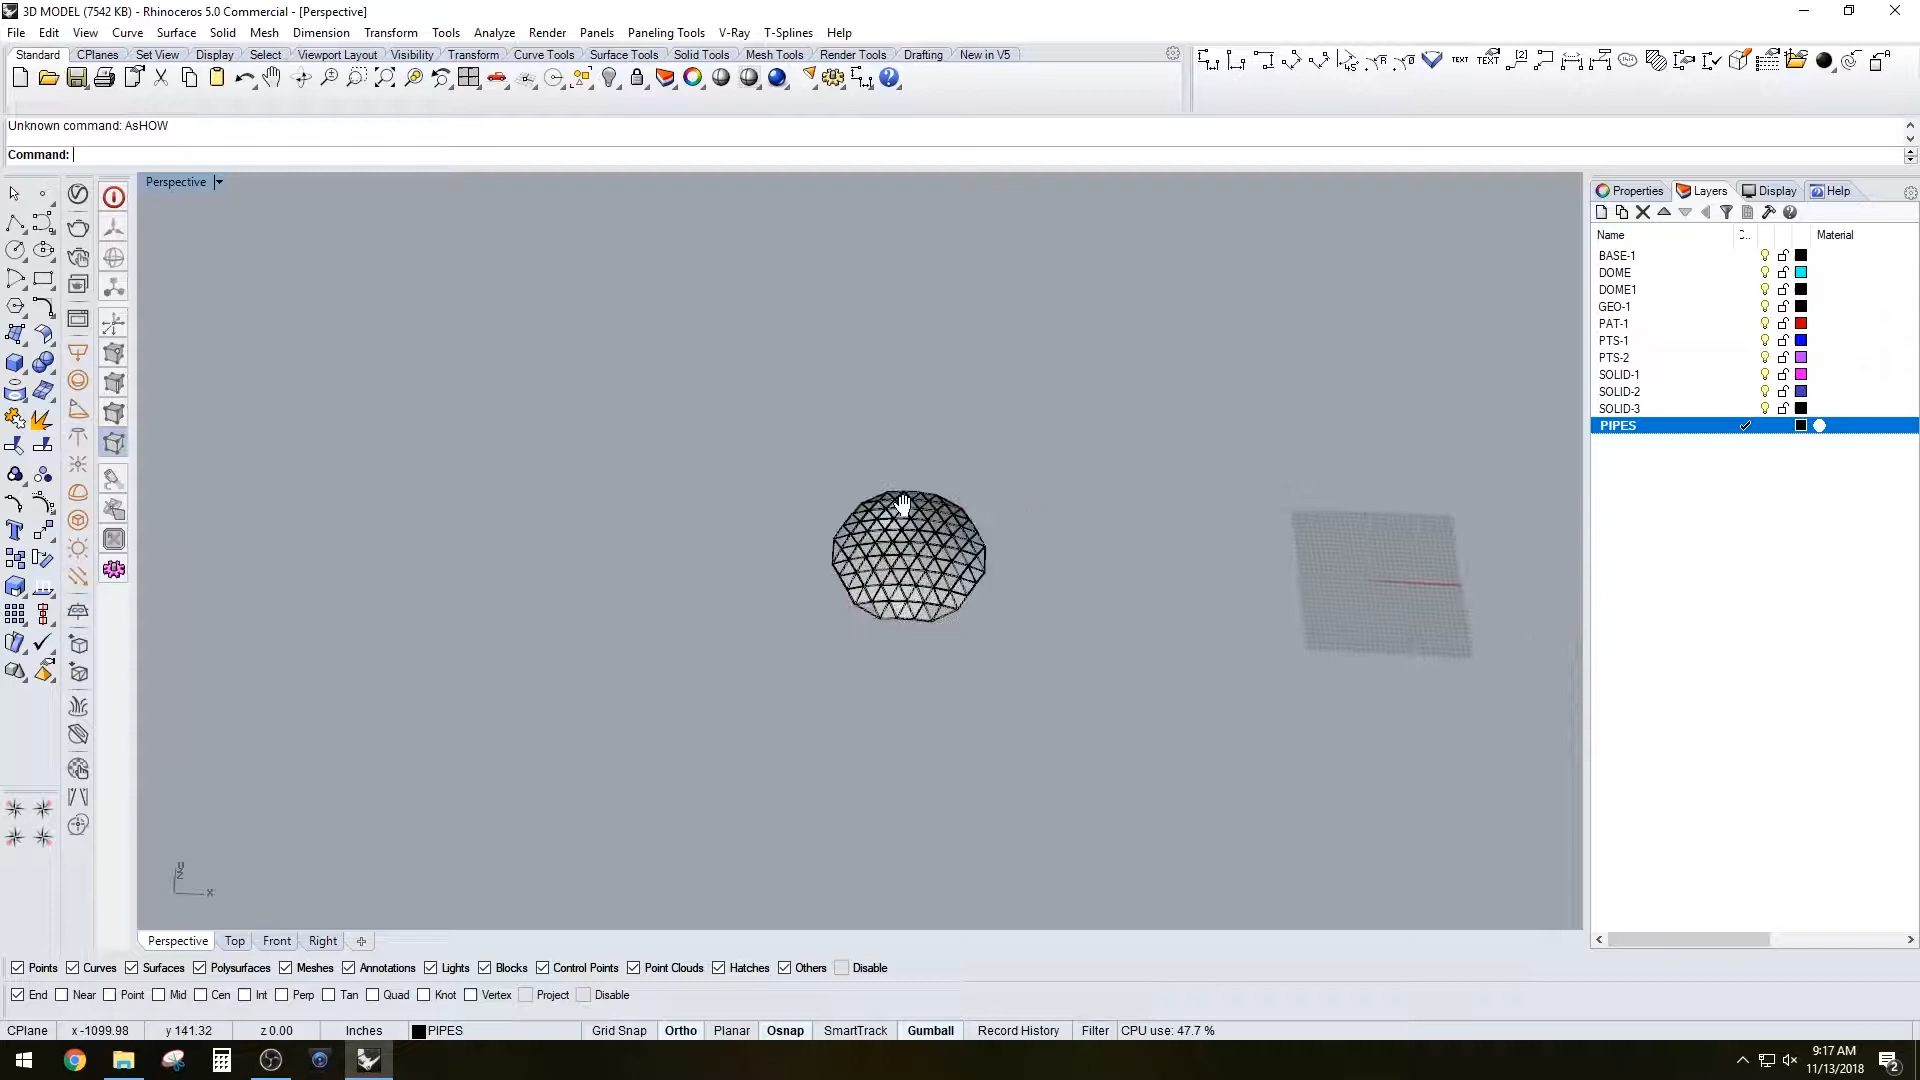 3D MODEL (7542 KB) - Rhinoceros 5.0 Commercial - [Perspective]
File Edit View Curve Surface Solid Mesh Dimension Transform Tools Analyze Render Panels Paneling Tools V-Ray T-Splines Help
Standard CPlanes Set View Display Select Viewport Layout Visibility Transform Curve Tools Surface Tools Solid Tools Mesh Tools Render Tools Drafting New in V5
TEXT TEXT
Unknown command: AsHOW
Command:
Perspective
Properties Layers Display Help
Name Material
BASE-1
DOME
DOME1
GEO-1
PAT-1
PTS-1
PTS-2
SOLID-1
SOLID-2
SOLID-3
PIPES
z
x
Perspective Top Front Right
Points Curves Surfaces Polysurfaces Meshes Annotations Lights Blocks Control Points Point Clouds Hatches Others Disable
End Near Point Mid Cen Int Perp Tan Quad Knot Vertex Project Disable
CPlane x -1099.98 y 141.32 z 0.00 Inches PIPES Grid Snap Ortho Planar Osnap SmartTrack Gumball Record History Filter CPU use: 47.7 %
9:17 AM
11/13/2018
2